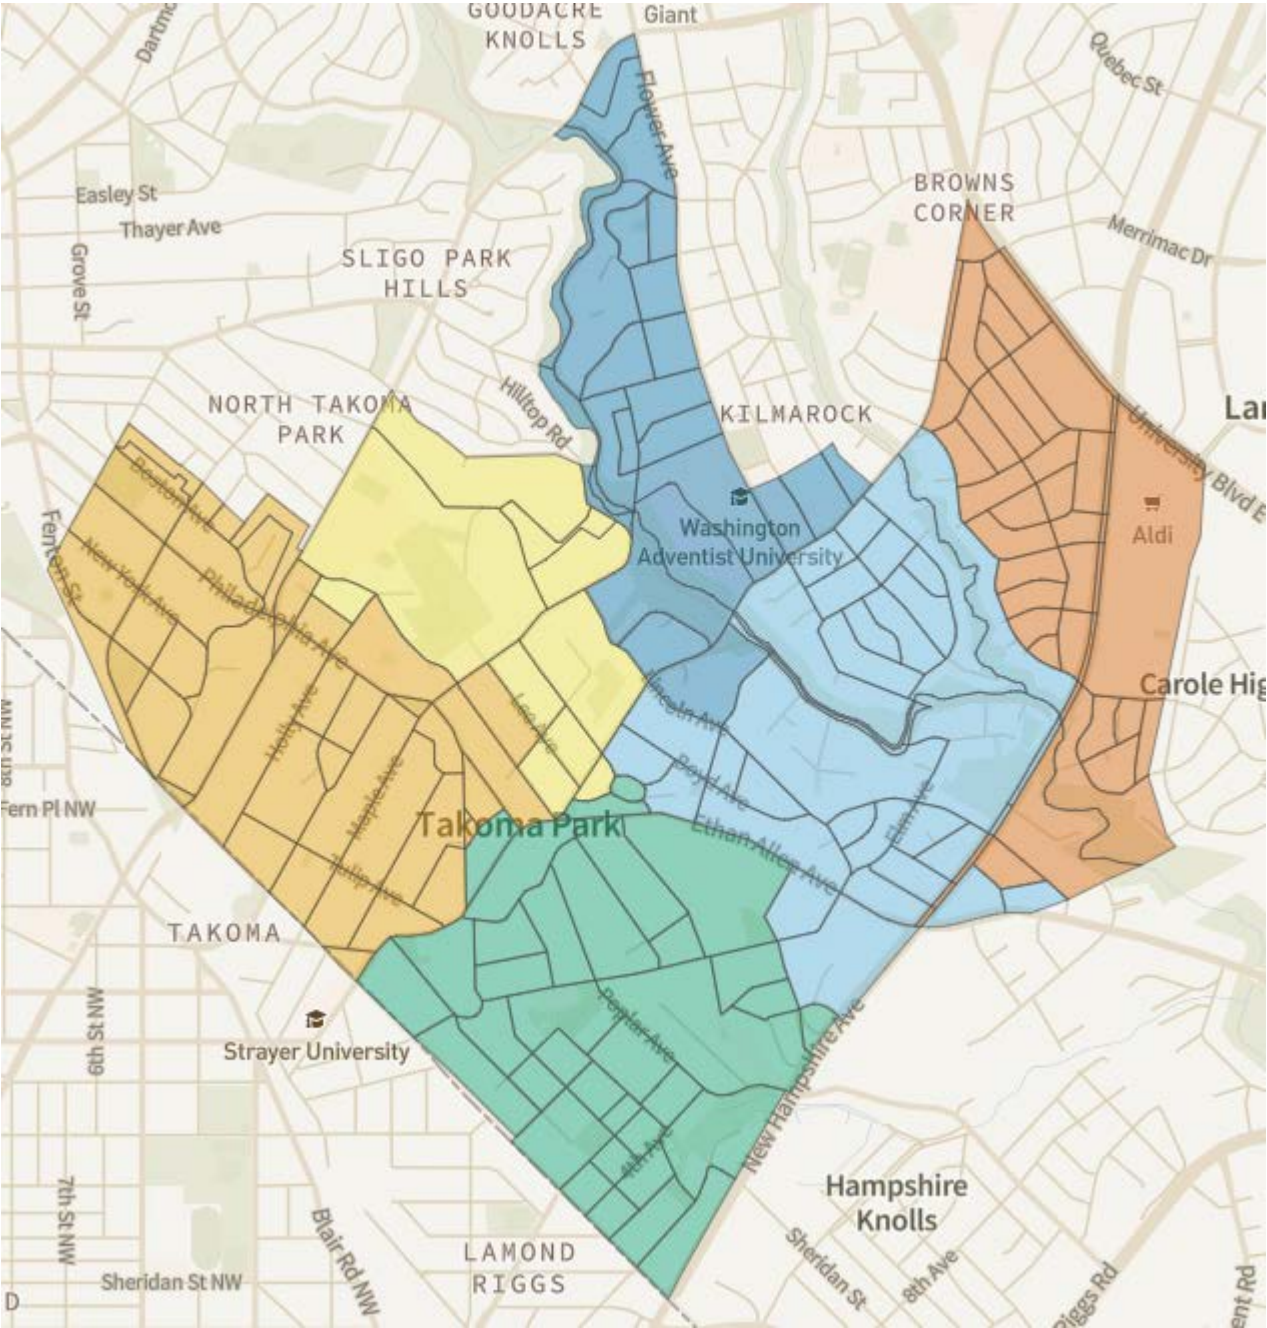 GOODACRE
KNOLLS
Giant
Quebec St
Flower Ave
Easley St
Thayer Ave
Grove St
BROWNS
CORNER
Merrimac Dr
SLIGO PARK
HILLS
NORTH TAKOMA
PARK
Hilltop Rd
KILMAROCK
University Blvd E
Boston Ave
Fenton St
New York Ave
Philadelphia Ave
Washington
Adventist University
Aldi
Carole Hig
Holly Ave
Lee Ave
Lincoln Ave
Boyd Ave
Elm Ave
8th St NW
Fern Pl NW
Maple Ave
Takoma Park
Ethan Allen Ave
Tulip Ave
TAKOMA
6th St NW
Strayer University
Poplar Ave
New Hampshire Ave
4th Ave
Hampshire
Knolls
7th St NW
Blair Rd NW
LAMOND
RIGGS
Sheridan St NW
Sheridan St
8th Ave
Riggs Rd
ent Rd
D